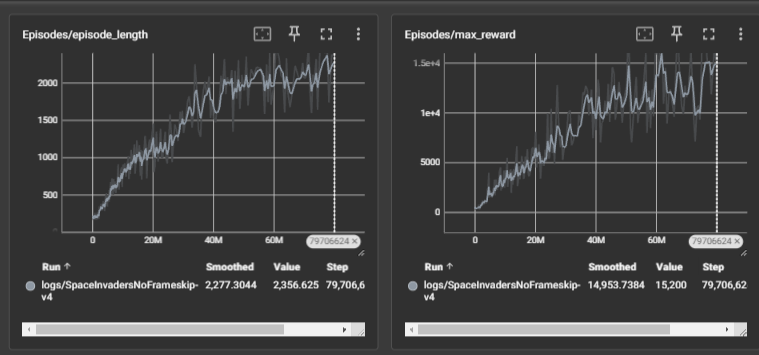 Episodes/episode_length
2000
1500
1000
500
0
20M
40M
60M
79706624 ×
Run ↑ Smoothed Value Step
logs/SpaceInvadersNoFrameskip-v4 2,277.3044 2,356.625 79,706,6
Episodes/max_reward
1.5e+4
1e+4
5000
0
0
20M
40M
60M
79706624 ×
Run ↑ Smoothed Value Step
logs/SpaceInvadersNoFrameskip-v4 14,953.7384 15,200 79,706,62